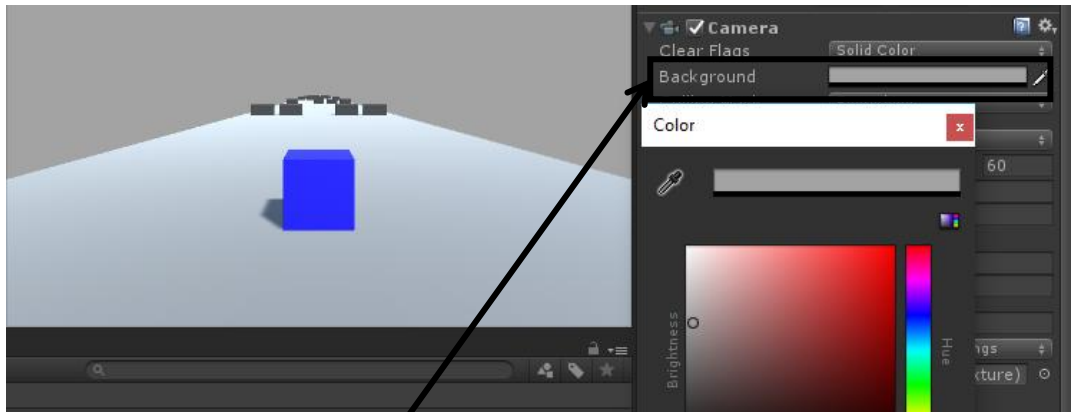 Camera
Clear Flags
Solid Color
Background
Color
60
Brightness
Hue
ngs
xture)